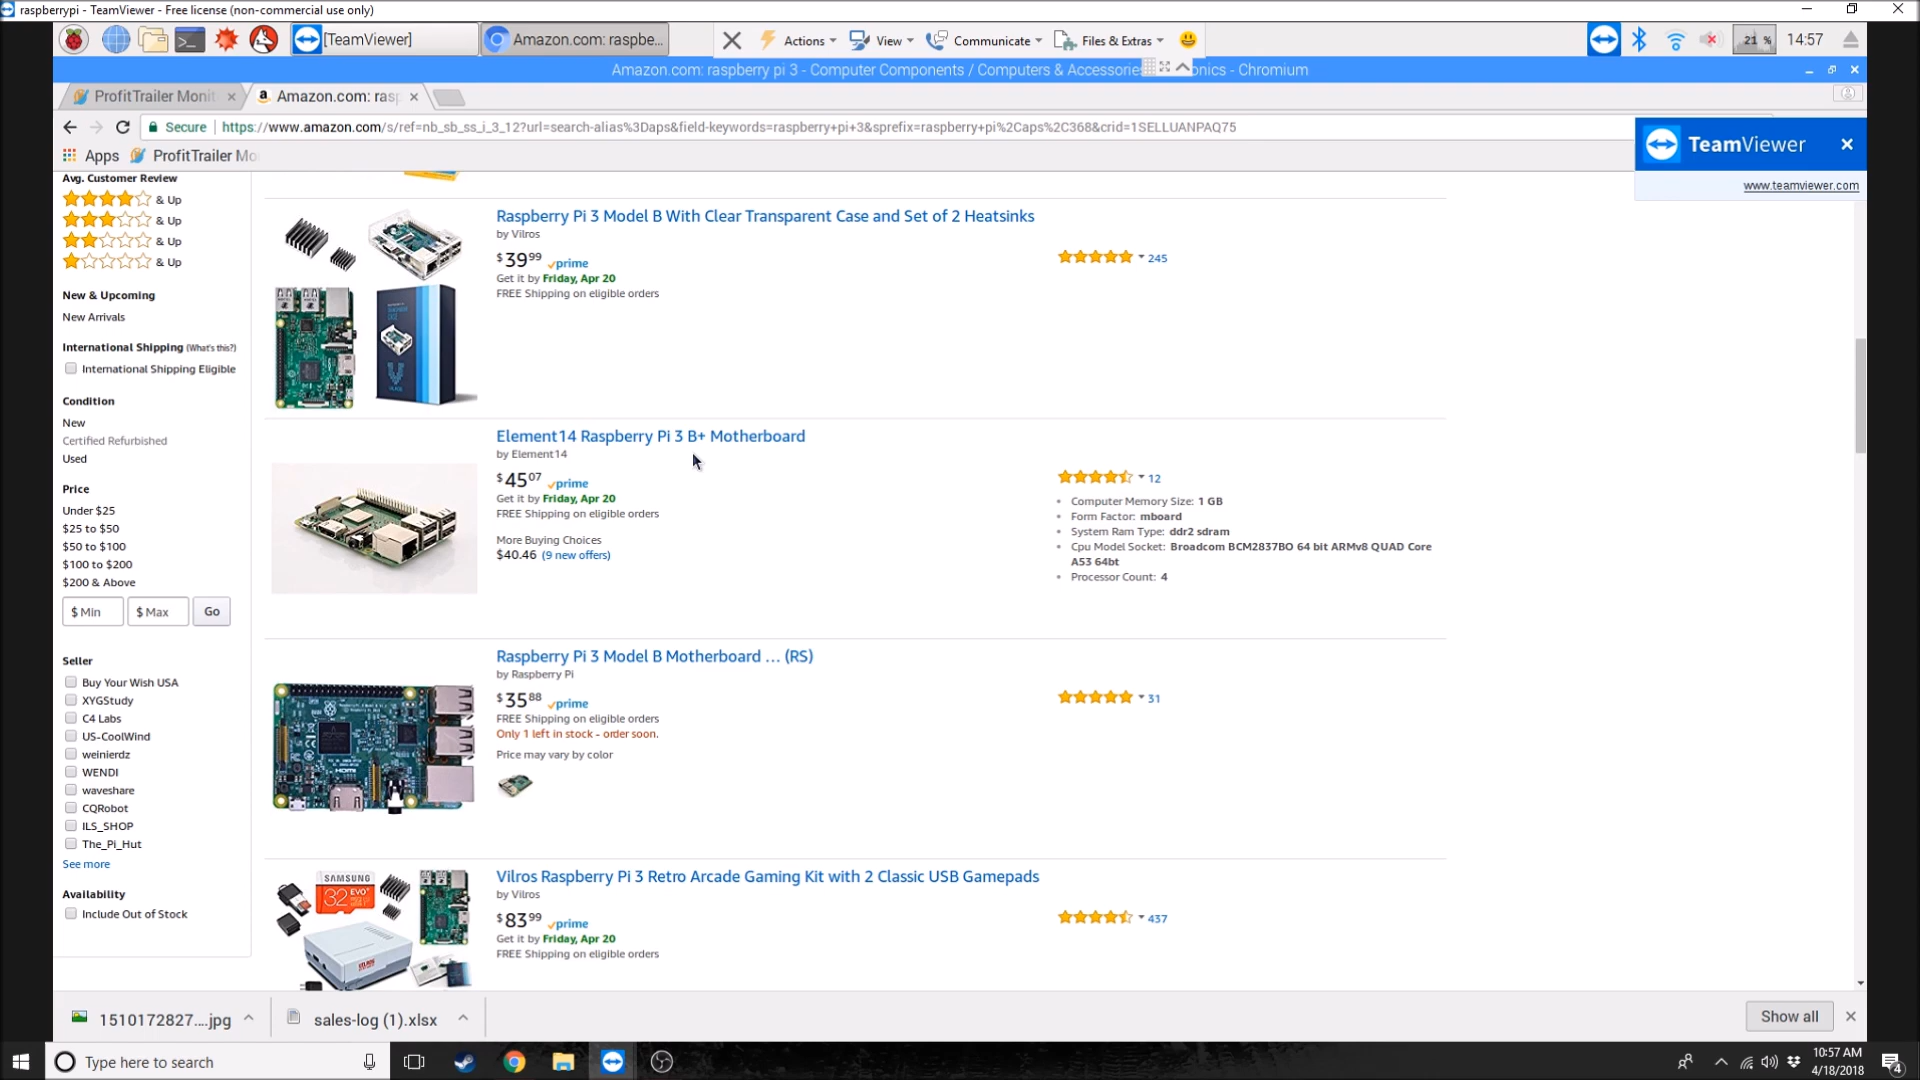 raspberrypi - TeamViewer - Free license (non-commercial use only)
[TeamViewer]
Amazon.com: raspbe...
Actions
View
Communicate
Files & Extras
21 %
14:57
Amazon.com: raspberry pi 3 - Computer Components / Computers & Accessorie onics - Chromium
ProfitTrailer Monit
Amazon.com: rasp
Secure
https://www.amazon.com/s/ref=nb_sb_ss_i_3_12?url=search-alias%3Daps&field-keywords=raspberry+pi+3&sprefix=raspberry+pi%2Caps%2C368&crid=1SELLUANPAQ75
Apps
ProfitTrailer Mo
TeamViewer
www.teamviewer.com
Avg. Customer Review
& Up
& Up
& Up
& Up
New & Upcoming
New Arrivals
International Shipping (What's this?)
International Shipping Eligible
Condition
New
Certified Refurbished
Used
Price
Under $25
$25 to $50
$50 to $100
$100 to $200
$200 & Above
$ Min
$ Max
Go
Seller
Buy Your Wish USA
XYGStudy
C4 Labs
US-CoolWind
weinierdz
WENDI
waveshare
CQRobot
ILS_SHOP
The_Pi_Hut
See more
Availability
Include Out of Stock
Raspberry Pi 3 Model B With Clear Transparent Case and Set of 2 Heatsinks
by Vilros
$39 99 prime
Get it by Friday, Apr 20
FREE Shipping on eligible orders
245
Element14 Raspberry Pi 3 B+ Motherboard
by Element14
$45 07 prime
Get it by Friday, Apr 20
FREE Shipping on eligible orders
More Buying Choices
$40.46 (9 new offers)
12
Computer Memory Size: 1 GB
Form Factor: mboard
System Ram Type: ddr2 sdram
Cpu Model Socket: Broadcom BCM2837BO 64 bit ARMv8 QUAD Core
A53 64bt
Processor Count: 4
Raspberry Pi 3 Model B Motherboard ... (RS)
by Raspberry Pi
$35 88 prime
FREE Shipping on eligible orders
Only 1 left in stock - order soon.
Price may vary by color
31
HDMI
Vilros Raspberry Pi 3 Retro Arcade Gaming Kit with 2 Classic USB Gamepads
by Vilros
$83 99 prime
Get it by Friday, Apr 20
FREE Shipping on eligible orders
437
SAMSUNG
32 EVO+
1510172827....jpg
sales-log (1).xlsx
Show all
Type here to search
10:57 AM
4/18/2018
4